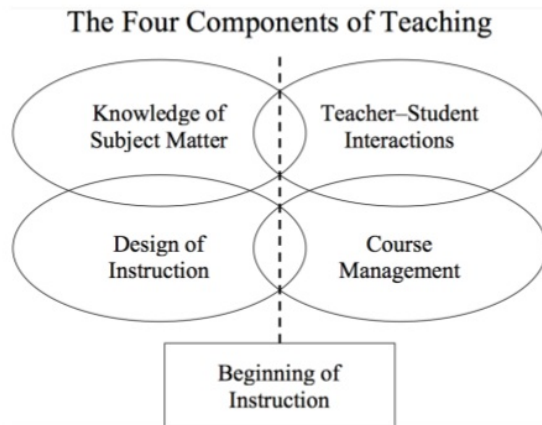 The Four Components of Teaching
Knowledge of
Subject Matter
Teacher–Student
Interactions
Design of
Instruction
Course
Management
Beginning of
Instruction